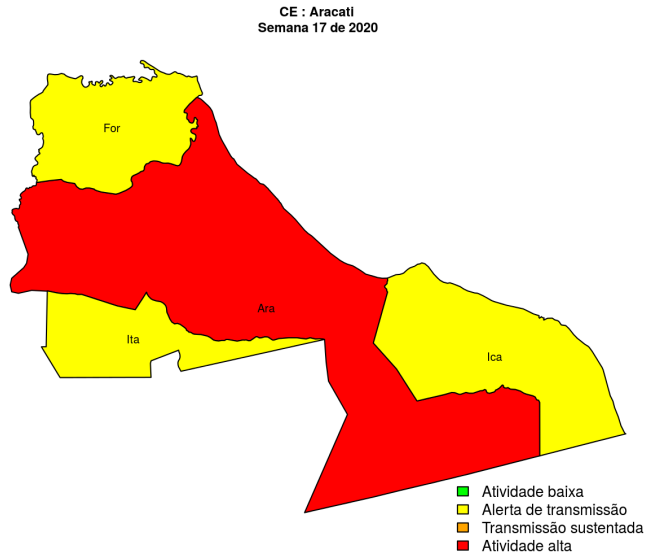 CE : Aracati
Semana 17 de 2020
For
Ara
Ita
Ica
Atividade baixa
Alerta de transmissão
Transmissão sustentada
Atividade alta